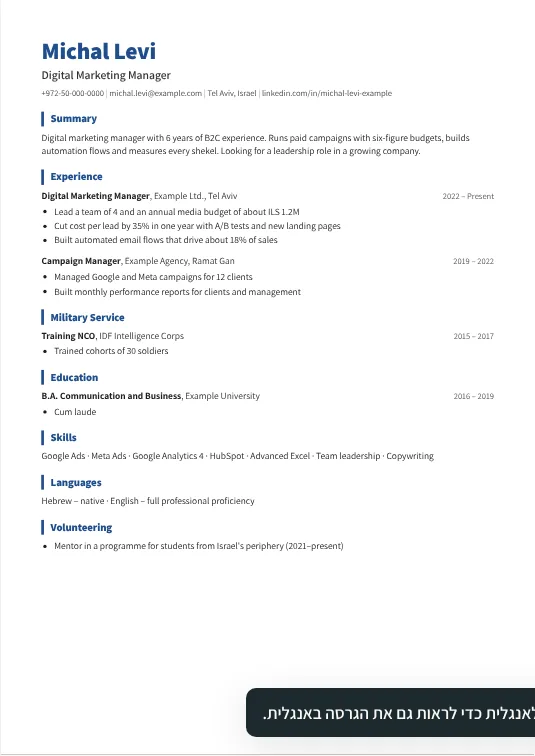 Michal Levi
Digital Marketing Manager
+972-50-000-0000 | michal.levi@example.com | Tel Aviv, Israel | linkedin.com/in/michal-levi-example
Summary
Digital marketing manager with 6 years of B2C experience. Runs paid campaigns with six-figure budgets, builds
automation flows and measures every shekel. Looking for a leadership role in a growing company.
Experience
Digital Marketing Manager, Example Ltd., Tel Aviv 2022 – Present
• Lead a team of 4 and an annual media budget of about ILS 1.2M
• Cut cost per lead by 35% in one year with A/B tests and new landing pages
• Built automated email flows that drive about 18% of sales
Campaign Manager, Example Agency, Ramat Gan 2019 – 2022
• Managed Google and Meta campaigns for 12 clients
• Built monthly performance reports for clients and management
Military Service
Training NCO, IDF Intelligence Corps 2015 – 2017
• Trained cohorts of 30 soldiers
Education
B.A. Communication and Business, Example University 2016 – 2019
• Cum laude
Skills
Google Ads · Meta Ads · Google Analytics 4 · HubSpot · Advanced Excel · Team leadership · Copywriting
Languages
Hebrew – native · English – full professional proficiency
Volunteering
• Mentor in a programme for students from Israel's periphery (2021–present)
לאנגלית כדי לראות גם את הגרסה באנגלית.